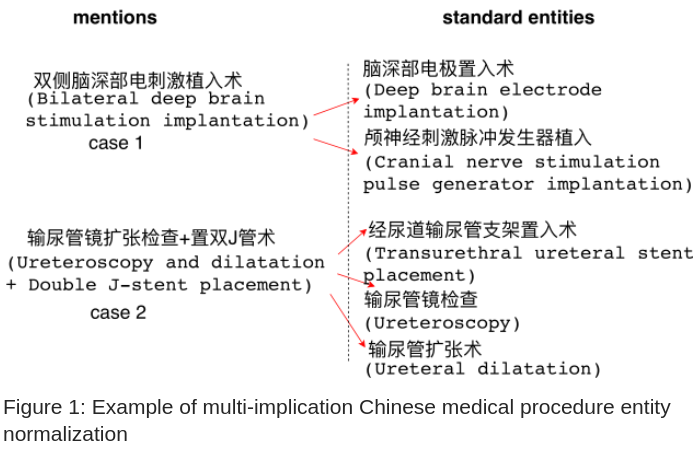 mentions
standard entities
双侧脑深部电刺激植入术
(Bilateral deep brain
stimulation implantation)
case 1
脑深部电极置入术
(Deep brain electrode
implantation)
颅神经刺激脉冲发生器植入
(Cranial nerve stimulation
pulse generator implantation)
输尿管镜扩张检查+置双J管术
(Ureteroscopy and dilatation
+ Double J-stent placement)
case 2
经尿道输尿管支架置入术
(Transurethral ureteral stent
placement)
输尿管镜检查
(Ureteroscopy)
输尿管扩张术
(Ureteral dilatation)
Figure 1: Example of multi-implication Chinese medical procedure entity
normalization